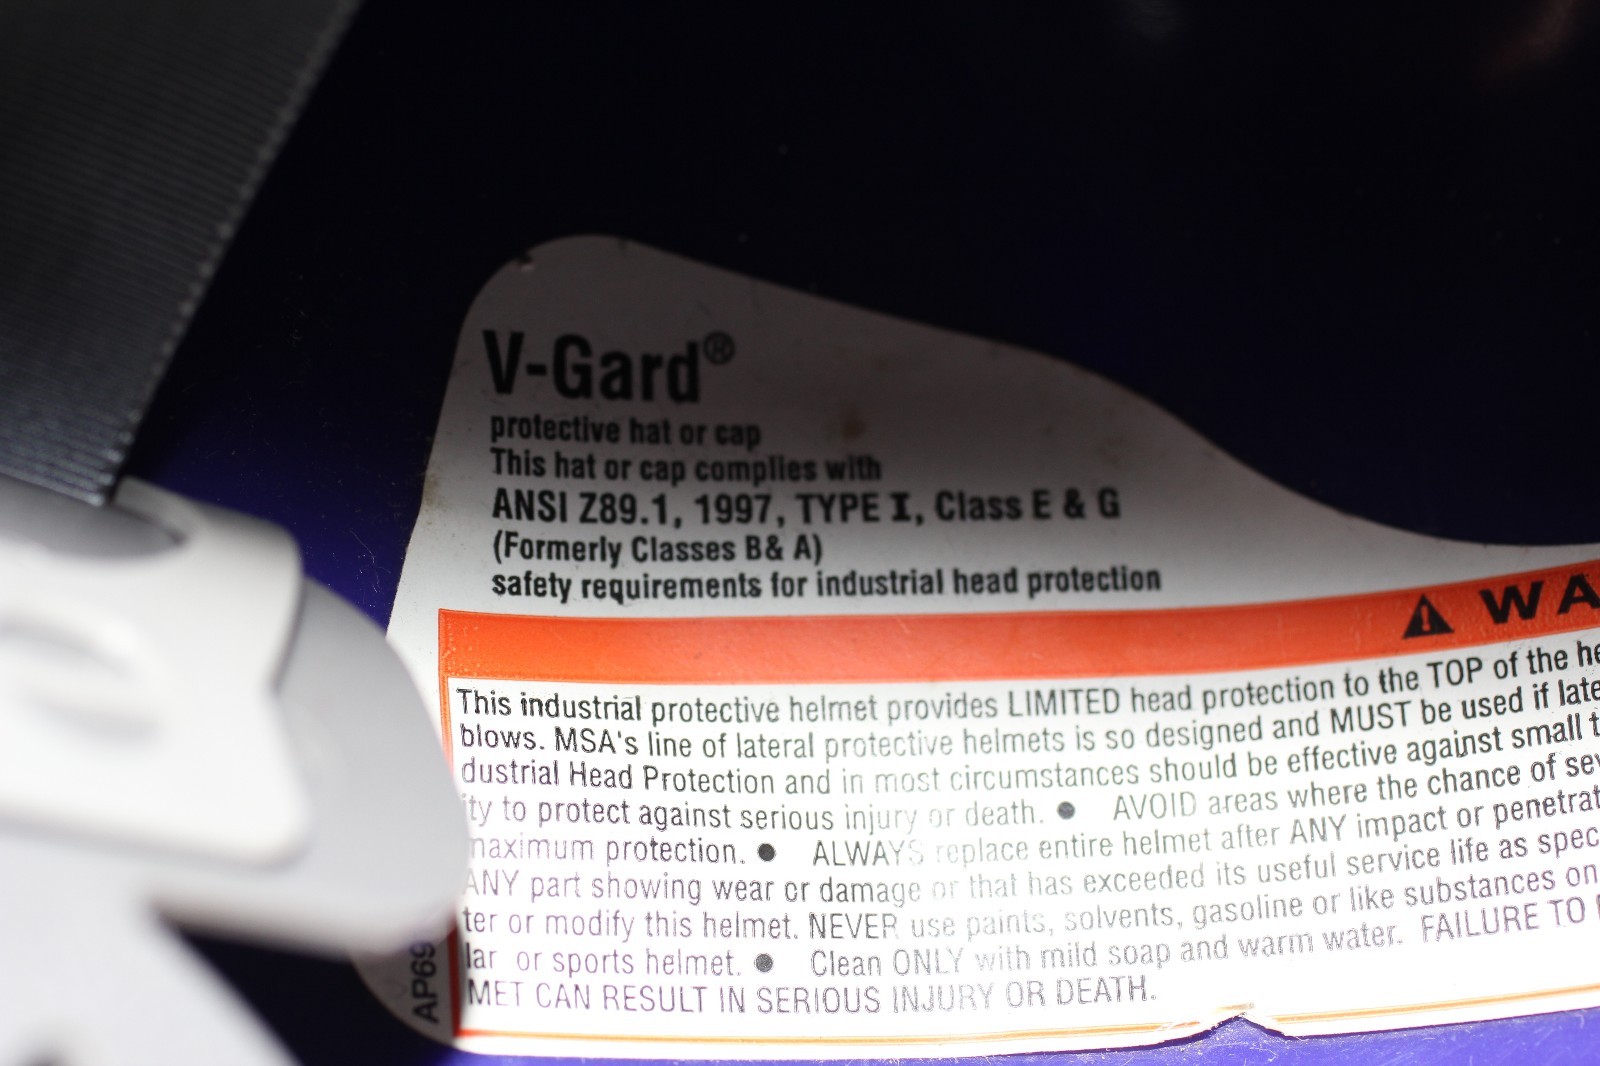 V-Gard®
protective hat or cap
This hat or cap complies with
ANSI Z89.1, 1997, TYPE I, Class E & G
(Formerly Classes B& A)
safety requirements for industrial head protection
WA
This industrial protective helmet provides LIMITED head protection to the TOP of the he
blows. MSA's line of lateral protective helmets is so designed and MUST be used if late
dustrial Head Protection and in most circumstances should be effective against small t
ity to protect against serious injury or death. ● AVOID areas where the chance of sev
maximum protection. ● ALWAYS replace entire helmet after ANY impact or penetrat
ANY part showing wear or damage or that has exceeded its useful service life as spec
ter or modify this helmet. NEVER use paints, solvents, gasoline or like substances on
lar or sports helmet. ● Clean ONLY with mild soap and warm water. FAILURE TO
MET CAN RESULT IN SERIOUS INJURY OR DEATH.
AP69